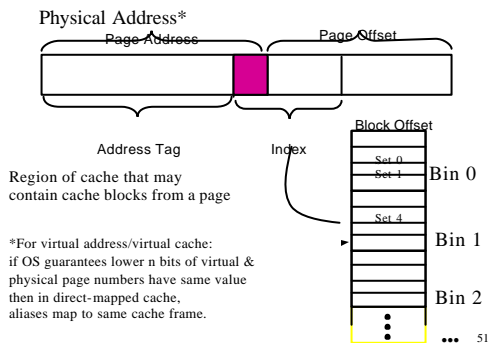 Physical Address*
Page Address
Page Offset
Address Tag
Index
Block Offset
Set 0
Set 1
Bin 0
Region of cache that may
contain cache blocks from a page
Set 4
Bin 1
*For virtual address/virtual cache:
if OS guarantees lower n bits of virtual &
physical page numbers have same value
then in direct-mapped cache,
aliases map to same cache frame.
Bin 2
51